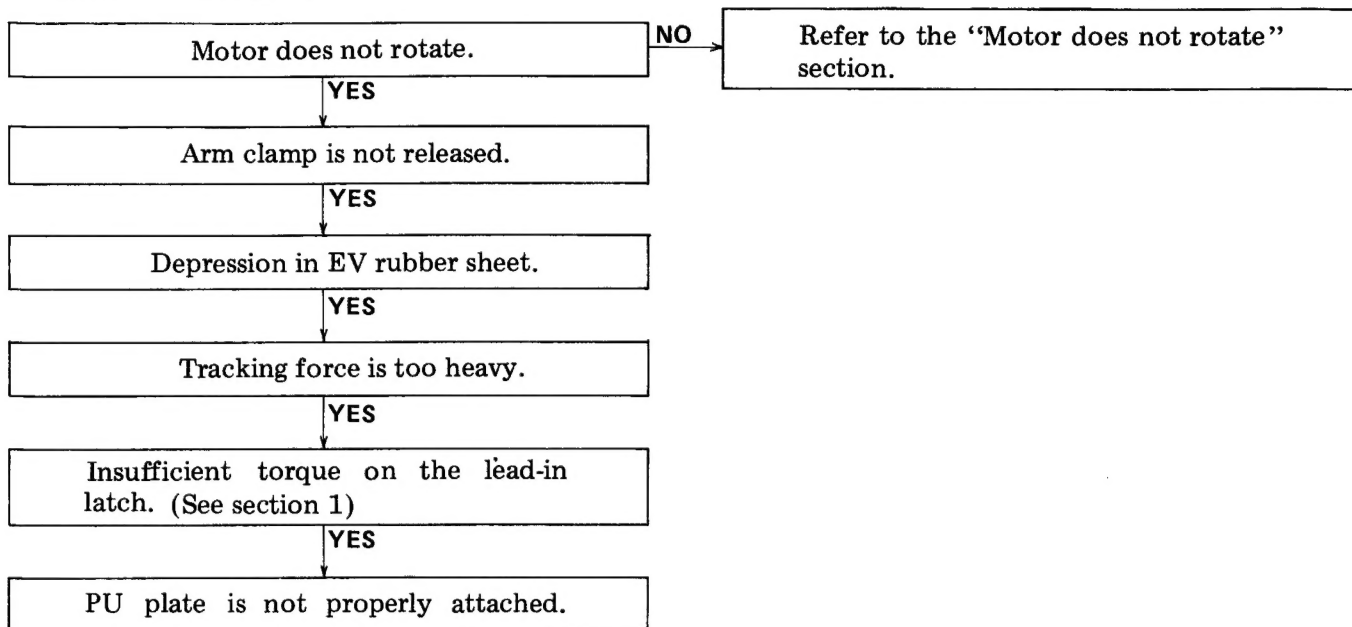 Motor does not rotate.
NO
Refer to the “Motor does not rotate”
section.
YES
Arm clamp is not released.
YES
Depression in EV rubber sheet.
YES
Tracking force is too heavy.
YES
Insufficient torque on the lead-in
latch. (See section 1)
YES
PU plate is not properly attached.